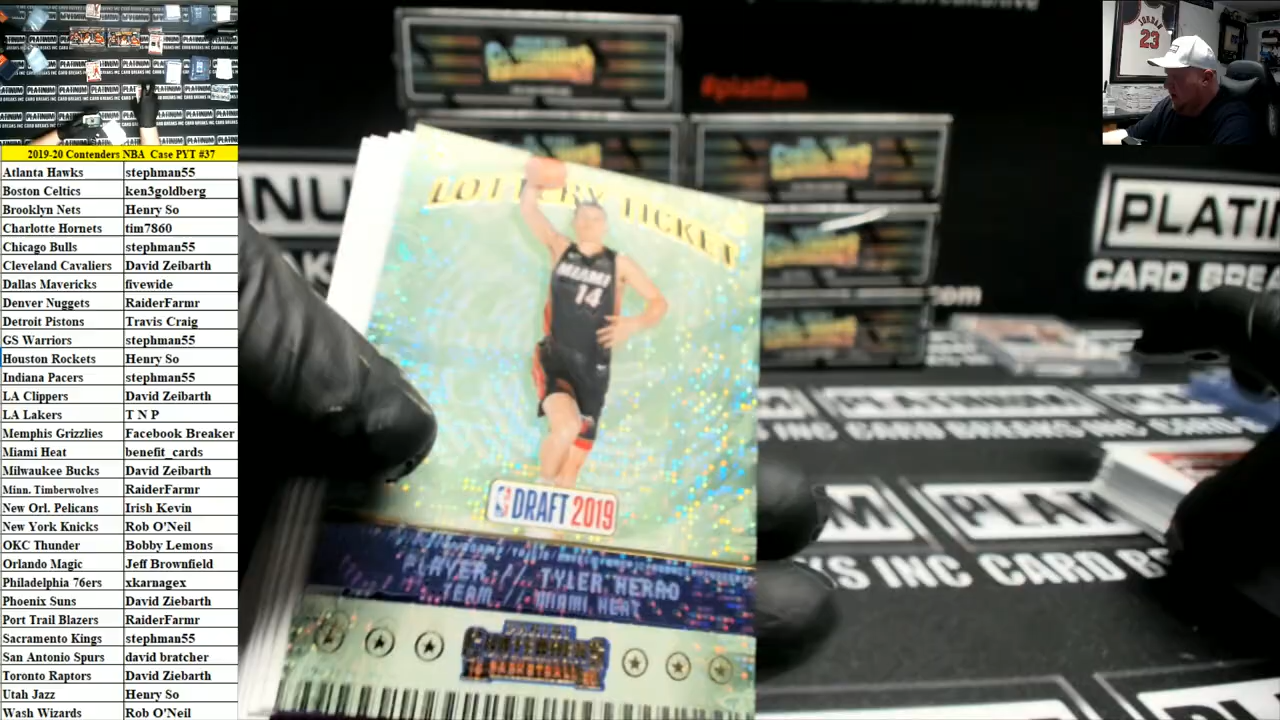 2019-20 Contenders NBA Case PYT #37
Atlanta Hawks stephman55
Boston Celtics ken3goldberg
Brooklyn Nets Henry So
Charlotte Hornets tim7860
Chicago Bulls stephman55
Cleveland Cavaliers David Zeibarth
Dallas Mavericks fivewide
Denver Nuggets RaiderFarmr
Detroit Pistons Travis Craig
GS Warriors stephman55
Houston Rockets Henry So
Indiana Pacers stephman55
LA Clippers David Zeibarth
LA Lakers T N P
Memphis Grizzlies Facebook Breaker
Miami Heat benefit_cards
Milwaukee Bucks David Zeibarth
Minn. Timberwolves RaiderFarmr
New Orl. Pelicans Irish Kevin
New York Knicks Rob O'Neil
OKC Thunder Bobby Lemons
Orlando Magic Jeff Brownfield
Philadelphia 76ers xkarnagex
Phoenix Suns David Ziebarth
Port Trail Blazers RaiderFarmr
Sacramento Kings stephman55
San Antonio Spurs david bratcher
Toronto Raptors David Ziebarth
Utah Jazz Henry So
Wash Wizards Rob O'Neil
LOTTERY TICKET
MIAMI
14
DRAFT 2019
PLAYER // TYLER HERRO
TEAM // MIAMI HEAT
CONTENDERS
BASKETBALL
JORDAN
23
PLATI
CARD BREA
.com